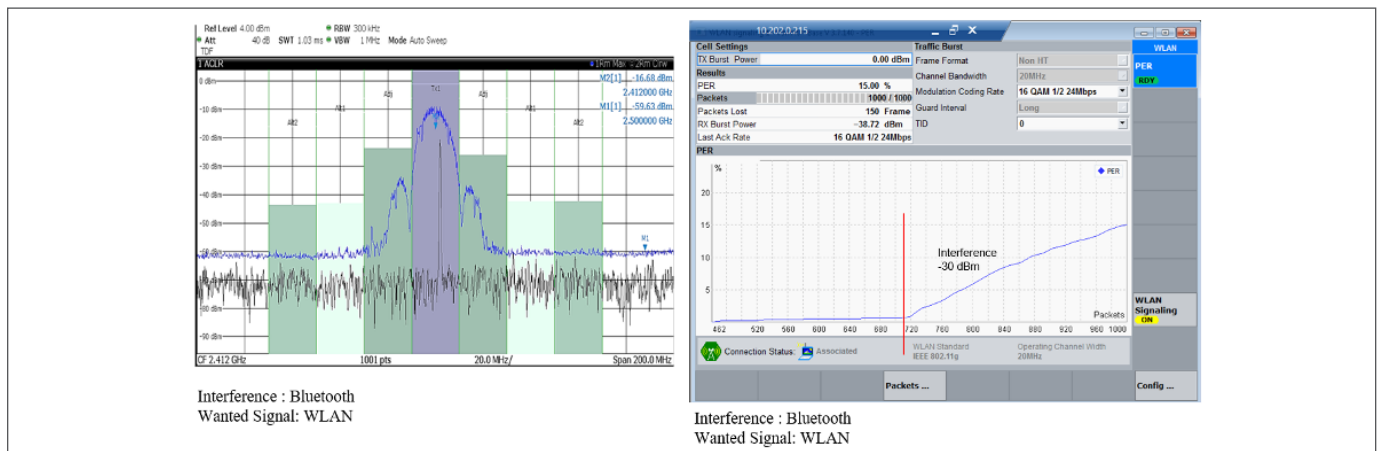 Ref Level 4.00 dBm RBW 300 kHz
Att 40 dB SWT 1.03 ms VBW 1 MHz Mode Auto Sweep
TDF
1 ACLR 1Rm Max 2Rm Clrw
M2[1] -16.68 dBm
2.412000 GHz
M1[1] -59.63 dBm
2.500000 GHz
0 dBm
-10 dBm
-20 dBm
-30 dBm
-40 dBm
-50 dBm
-80 dBm
-90 dBm
Tx1
Alt1
Alt1
Alt2
Alt2
M1
CF 2.412 GHz 1001 pts 20.0 MHz/ Span 200.0 MHz
Interference : Bluetooth
Wanted Signal: WLAN
10.202.0.215
Cell Settings
TX Burst Power 0.00 dBm
Results
PER 15.00 %
Packets 1000 / 1000
Packets Lost 150 Frame
RX Burst Power -38.72 dBm
Last Ack Rate 16 QAM 1/2 24Mbps
Traffic Burst
Frame Format Non HT
Channel Bandwidth 20MHz
Modulation Coding Rate 16 QAM 1/2 24Mbps
Guard Interval Long
TID 0
PER
%
PER
20
15
10
5
Interference
-30 dBm
Packets
462 520 560 600 640 680 720 760 800 840 880 920 960 1000
Connection Status: Associated
WLAN Standard
IEEE 802.11g
Operating Channel Width
20MHz
Packets ...
WLAN
PER
RDY
WLAN
Signaling
ON
Config ...
Interference : Bluetooth
Wanted Signal: WLAN